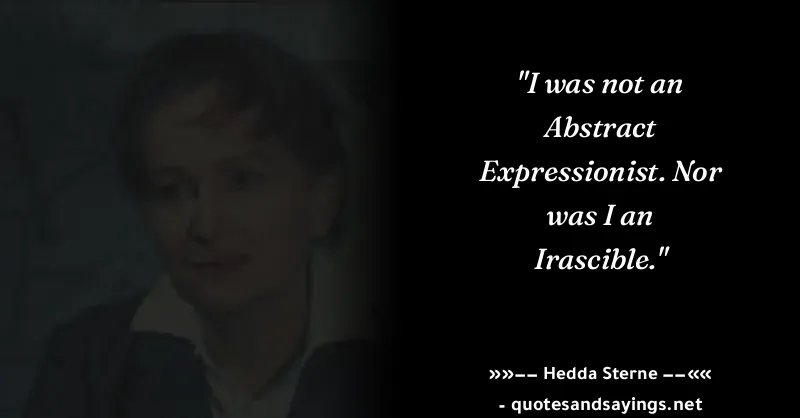 "I was not an
Abstract
Expressionist. Nor
was I an
Irascible."
»»−− Hedda Sterne −−««
- quotesandsayings.net